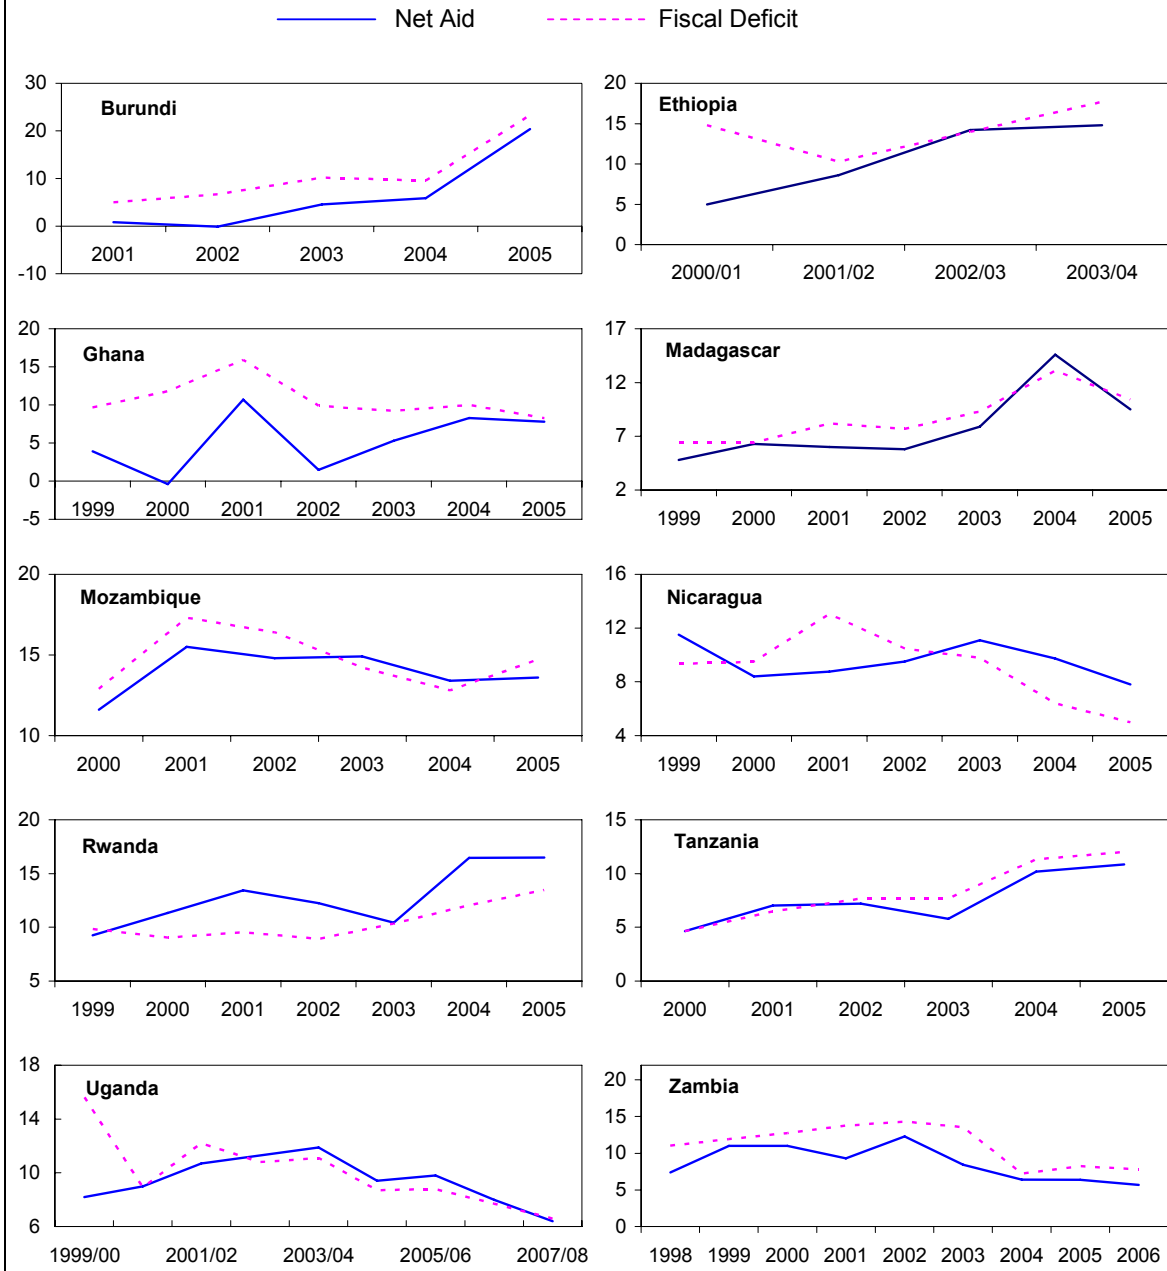 Net Aid Fiscal Deficit
Burundi
30
20
10
0
-10
2001 2002 2003 2004 2005
Ethiopia
20
15
10
5
0
2000/01 2001/02 2002/03 2003/04
Ghana
20
15
10
5
0
-5
1999 2000 2001 2002 2003 2004 2005
Madagascar
17
12
7
2
1999 2000 2001 2002 2003 2004 2005
Mozambique
20
15
10
2000 2001 2002 2003 2004 2005
Nicaragua
16
12
8
4
1999 2000 2001 2002 2003 2004 2005
Rwanda
20
15
10
5
1999 2000 2001 2002 2003 2004 2005
Tanzania
15
10
5
0
2000 2001 2002 2003 2004 2005
Uganda
18
14
10
6
1999/00 2001/02 2003/04 2005/06 2007/08
Zambia
20
15
10
5
0
1998 1999 2000 2001 2002 2003 2004 2005 2006